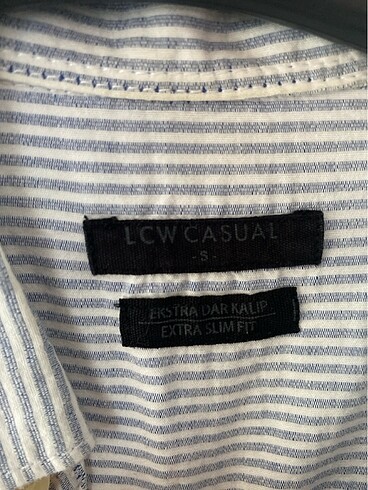 LCW CASUAL
-S-
EKSTRA DAR KALIP
EXTRA SLIM FIT